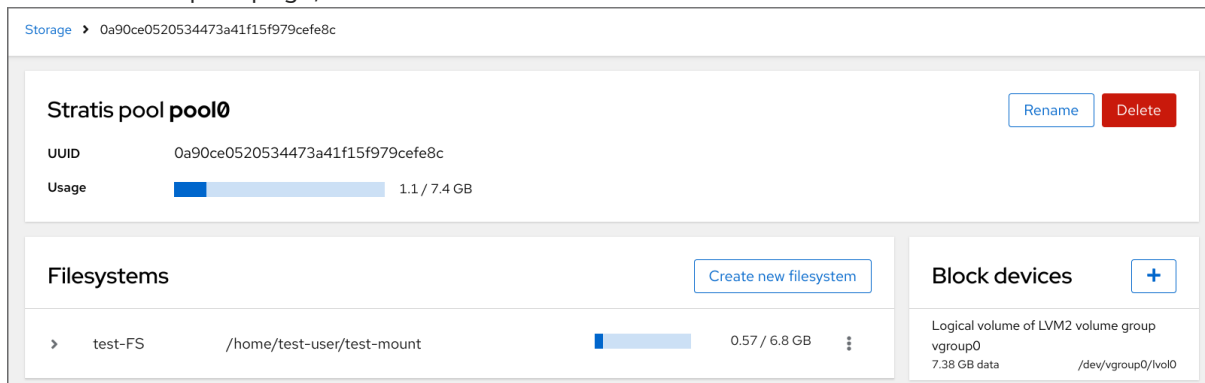 Storage > 0a90ce0520534473a41f15f979cefe8c
Stratis pool pool0
Rename
Delete
UUID 0a90ce0520534473a41f15f979cefe8c
Usage 1.1 / 7.4 GB
Filesystems
Create new filesystem
> test-FS /home/test-user/test-mount 0.57 / 6.8 GB
Block devices
+
Logical volume of LVM2 volume group
vgroup0
7.38 GB data /dev/vgroup0/lvol0